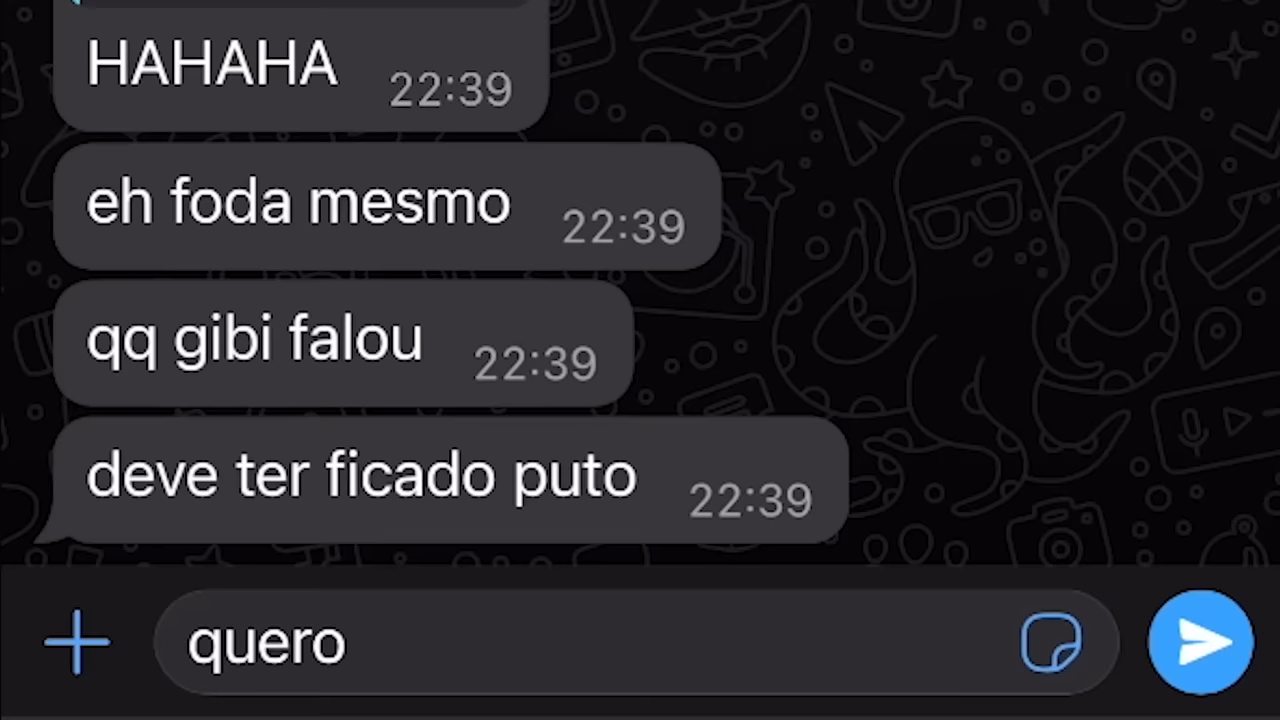 HAHAHA 22:39
eh foda mesmo 22:39
qq gibi falou 22:39
deve ter ficado puto 22:39
quero